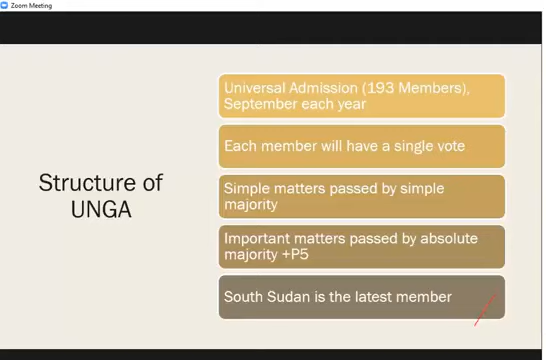 Zoom Meeting
Structure of
UNGA
Universal Admission (193 Members),
September each year
Each member will have a single vote
Simple matters passed by simple
majority
Important matters passed by absolute
majority +P5
South Sudan is the latest member